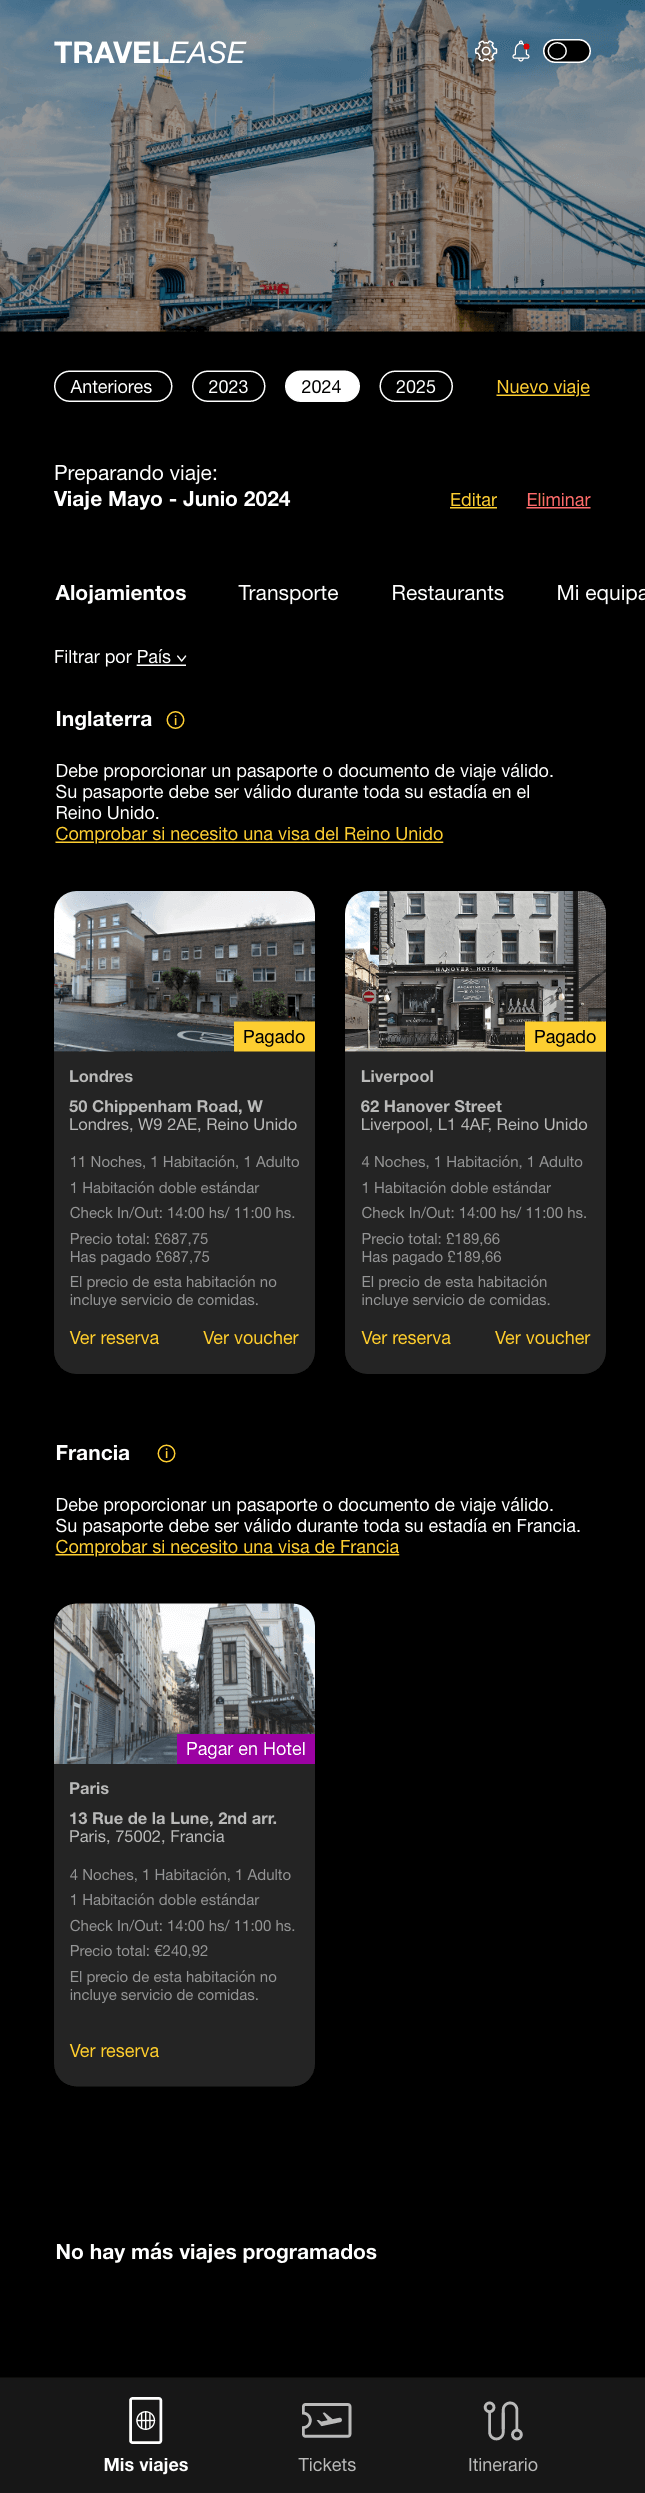 TRAVELEASE
Anteriores
2023
2024
2025
Nuevo viaje
Preparando viaje:
Viaje Mayo - Junio 2024
Editar
Eliminar
Alojamientos
Transporte
Restaurants
Mi equipa
Filtrar por País
Inglaterra
Debe proporcionar un pasaporte o documento de viaje válido.
Su pasaporte debe ser válido durante toda su estadía en el
Reino Unido.
Comprobar si necesito una visa del Reino Unido
Pagado
Londres
50 Chippenham Road, W
Londres, W9 2AE, Reino Unido
11 Noches, 1 Habitación, 1 Adulto
1 Habitación doble estándar
Check In/Out: 14:00 hs/ 11:00 hs.
Precio total: £687,75
Has pagado £687,75
El precio de esta habitación no
incluye servicio de comidas.
Ver reserva
Ver voucher
HANOVER HOTEL
Pagado
Liverpool
62 Hanover Street
Liverpool, L1 4AF, Reino Unido
4 Noches, 1 Habitación, 1 Adulto
1 Habitación doble estándar
Check In/Out: 14:00 hs/ 11:00 hs.
Precio total: £189,66
Has pagado £189,66
El precio de esta habitación
incluye servicio de comidas.
Ver reserva
Ver voucher
Francia
Debe proporcionar un pasaporte o documento de viaje válido.
Su pasaporte debe ser válido durante toda su estadía en Francia.
Comprobar si necesito una visa de Francia
Pagar en Hotel
Paris
13 Rue de la Lune, 2nd arr.
Paris, 75002, Francia
4 Noches, 1 Habitación, 1 Adulto
1 Habitación doble estándar
Check In/Out: 14:00 hs/ 11:00 hs.
Precio total: €240,92
El precio de esta habitación no
incluye servicio de comidas.
Ver reserva
No hay más viajes programados
Mis viajes
Tickets
Itinerario